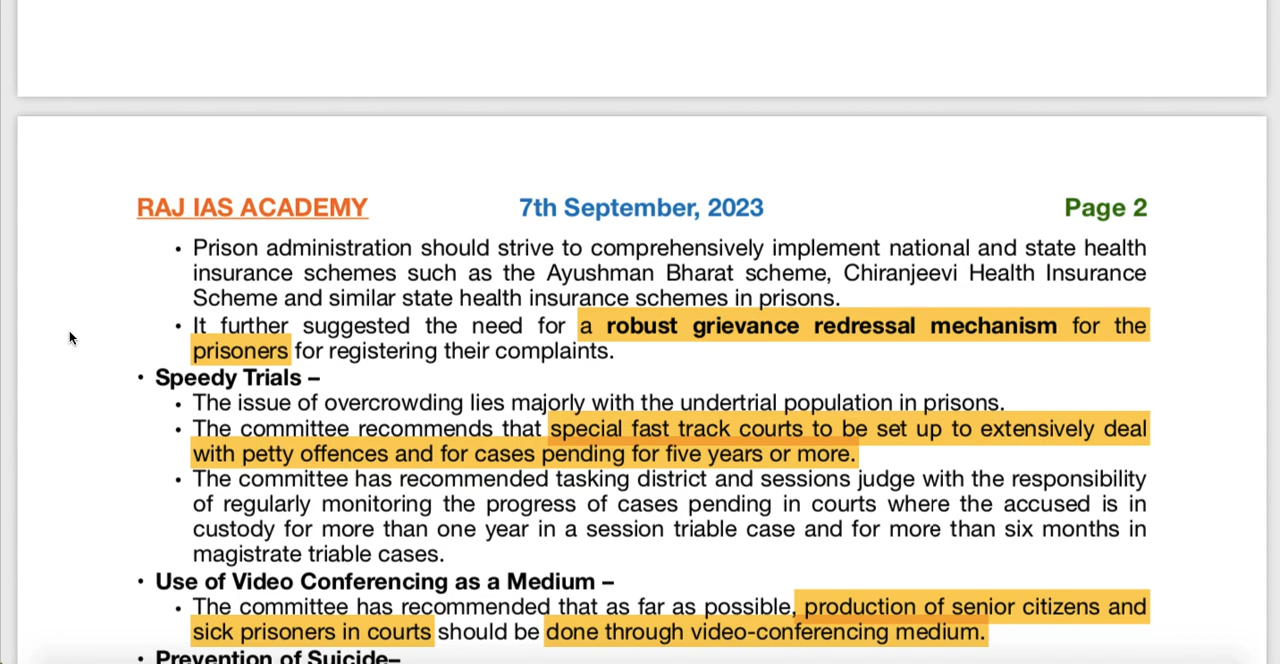 RAJ IAS ACADEMY 7th September, 2023 Page 2
• Prison administration should strive to comprehensively implement national and state health
insurance schemes such as the Ayushman Bharat scheme, Chiranjeevi Health Insurance
Scheme and similar state health insurance schemes in prisons.
• It further suggested the need for a robust grievance redressal mechanism for the
prisoners for registering their complaints.
• Speedy Trials –
• The issue of overcrowding lies majorly with the undertrial population in prisons.
• The committee recommends that special fast track courts to be set up to extensively deal
with petty offences and for cases pending for five years or more.
• The committee has recommended tasking district and sessions judge with the responsibility
of regularly monitoring the progress of cases pending in courts where the accused is in
custody for more than one year in a session triable case and for more than six months in
magistrate triable cases.
• Use of Video Conferencing as a Medium –
• The committee has recommended that as far as possible, production of senior citizens and
sick prisoners in courts should be done through video-conferencing medium.
• Prevention of Suicide–